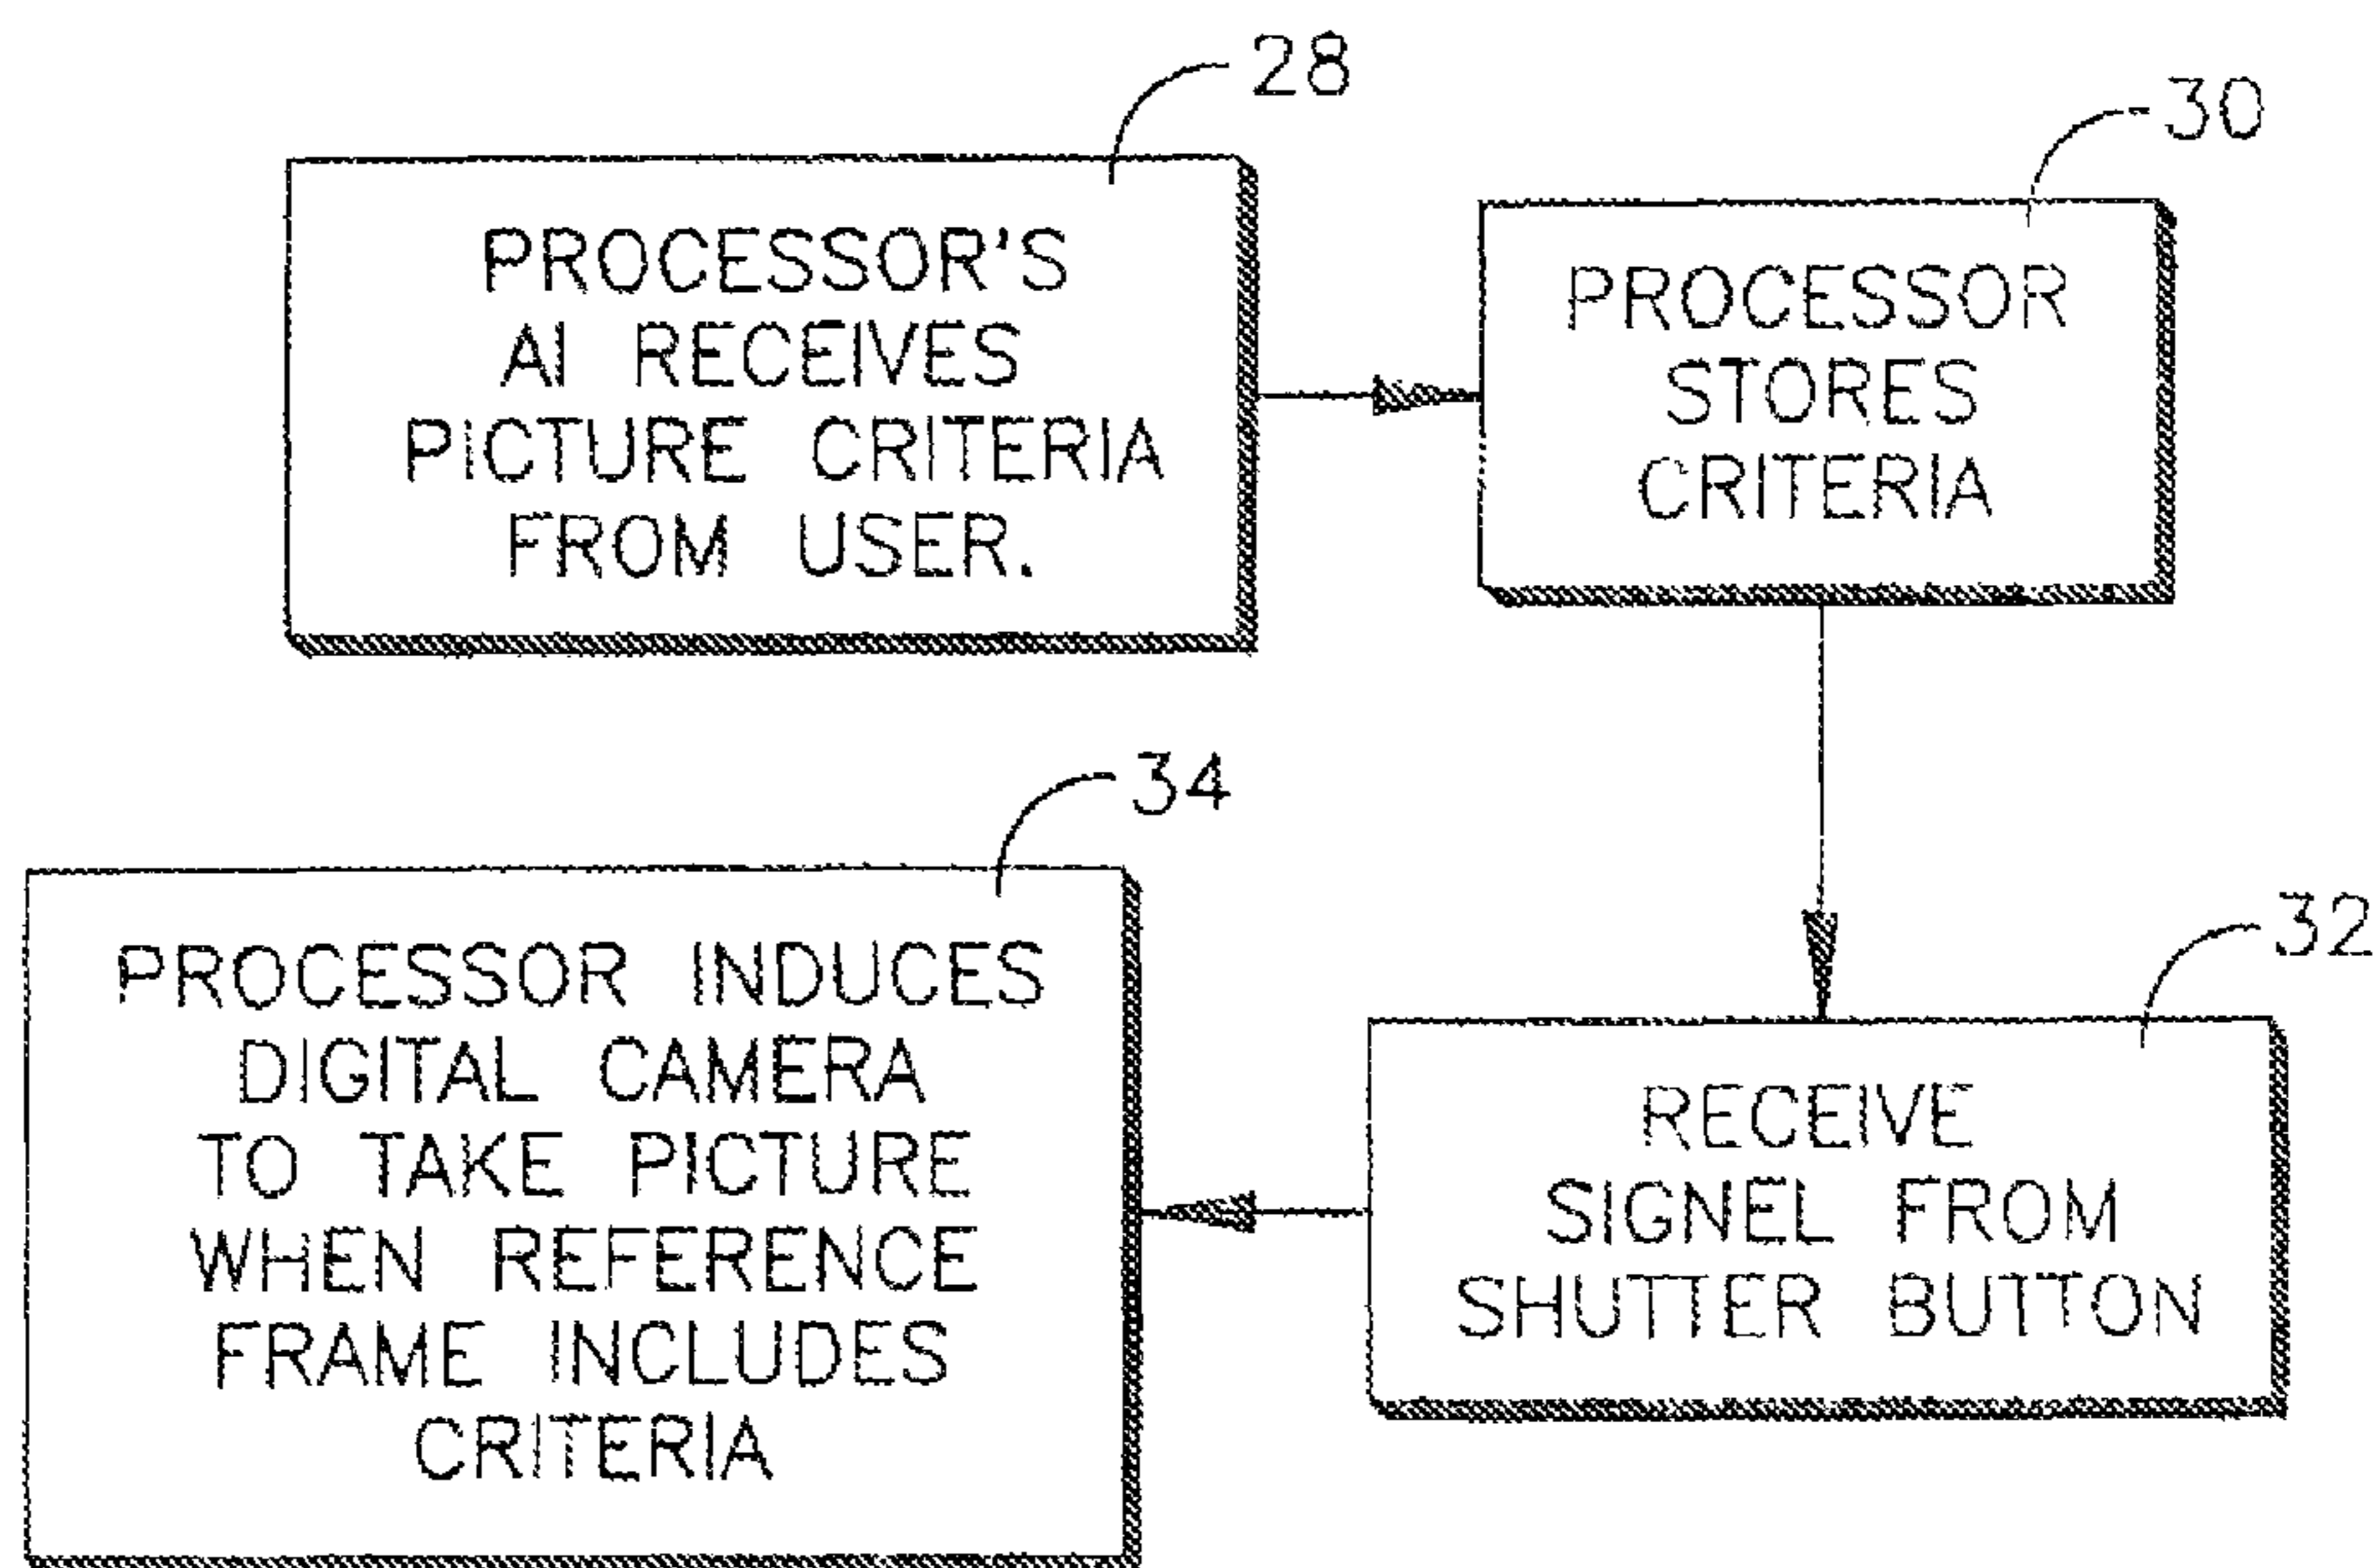 28
PROCESSOR'S
AI RECEIVES
PICTURE CRITERIA
FROM USER.
30
PROCESSOR
STORES
CRITERIA
32
RECEIVE
SIGNEL FROM
SHUTTER BUTTON
34
PROCESSOR INDUCES
DIGITAL CAMERA
TO TAKE PICTURE
WHEN REFERENCE
FRAME INCLUDES
CRITERIA